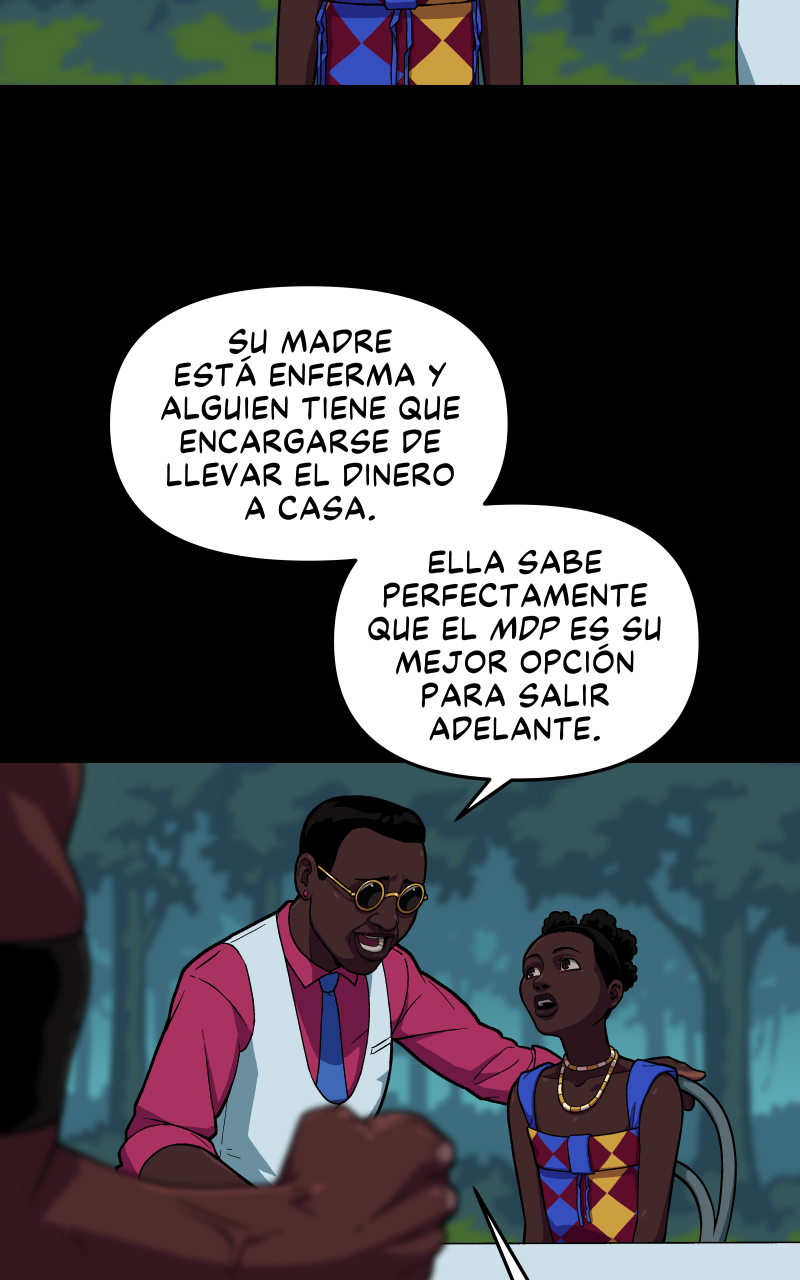 SU MADRE
ESTÁ ENFERMA Y
ALGUIEN TIENE QUE
ENCARGARSE DE
LLEVAR EL DINERO
A CASA.
ELLA SABE
PERFECTAMENTE
QUE EL MDP ES SU
MEJOR OPCIÓN
PARA SALIR
ADELANTE.